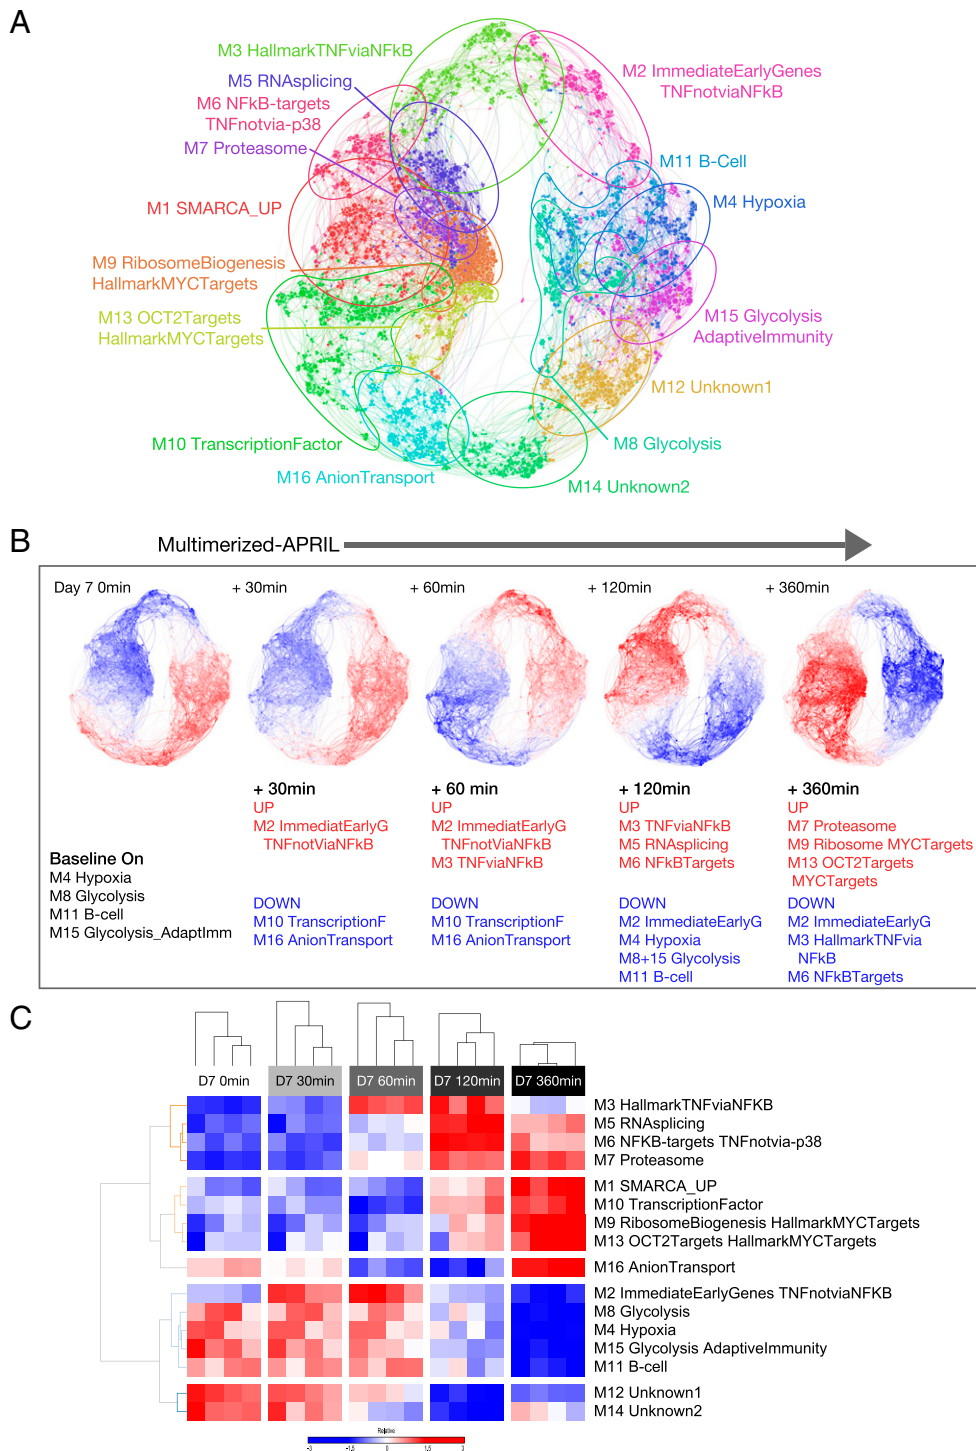 A
M3 HallmarkTNFviaNFkB
M5 RNAsplicing
M6 NFkB-targets
TNFnotvia-p38
M7 Proteasome
M1 SMARCA_UP
M9 RibosomeBiogenesis
HallmarkMYCTargets
M13 OCT2Targets
HallmarkMYCTargets
M10 TranscriptionFactor
M16 AnionTransport
M2 ImmediateEarlyGenes
TNFnotviaNFkB
M11 B-Cell
M4 Hypoxia
M15 Glycolysis
AdaptiveImmunity
M12 Unknown1
M8 Glycolysis
M14 Unknown2
B
Multimerized-APRIL
Day 7 0min
+ 30min
+ 60min
+ 120min
+ 360min
Baseline On
M4 Hypoxia
M8 Glycolysis
M11 B-cell
M15 Glycolysis_AdaptImm
+ 30min
UP
M2 ImmediatEarlyG
TNFnotViaNFkB
DOWN
M10 TranscriptionF
M16 AnionTransport
+ 60 min
UP
M2 ImmediatEarlyG
TNFnotViaNFkB
M3 TNFviaNFkB
DOWN
M10 TranscriptionF
M16 AnionTransport
+ 120min
UP
M3 TNFviaNFkB
M5 RNAsplicing
M6 NFkBTargets
DOWN
M2 ImmediateEarlyG
M4 Hypoxia
M8+15 Glycolysis
M11 B-cell
+ 360min
UP
M7 Proteasome
M9 Ribosome MYCTargets
M13 OCT2Targets
MYCTargets
DOWN
M2 ImmediateEarlyG
M3 HallmarkTNFvia
NFkB
M6 NFkBTargets
C
D7 0min
D7 30min
D7 60min
D7 120min
D7 360min
M3 HallmarkTNFviaNFKB
M5 RNAsplicing
M6 NFKB-targets TNFnotvia-p38
M7 Proteasome
M1 SMARCA_UP
M10 TranscriptionFactor
M9 RibosomeBiogenesis HallmarkMYCTargets
M13 OCT2Targets HallmarkMYCTargets
M16 AnionTransport
M2 ImmediateEarlyGenes TNFnotviaNFKB
M8 Glycolysis
M4 Hypoxia
M15 Glycolysis AdaptiveImmunity
M11 B-cell
M12 Unknown1
M14 Unknown2
Relative
-3 -1.5 0 1.5 3